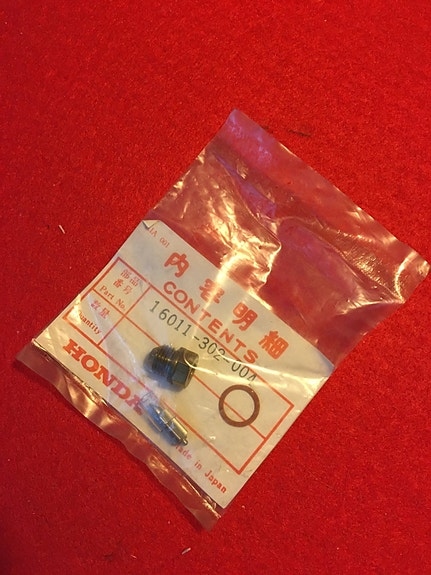 内容明細
CONTENTS
部品
番号
Part No.
16011-302-004
数量
Quantity
HONDA
Made in Japan